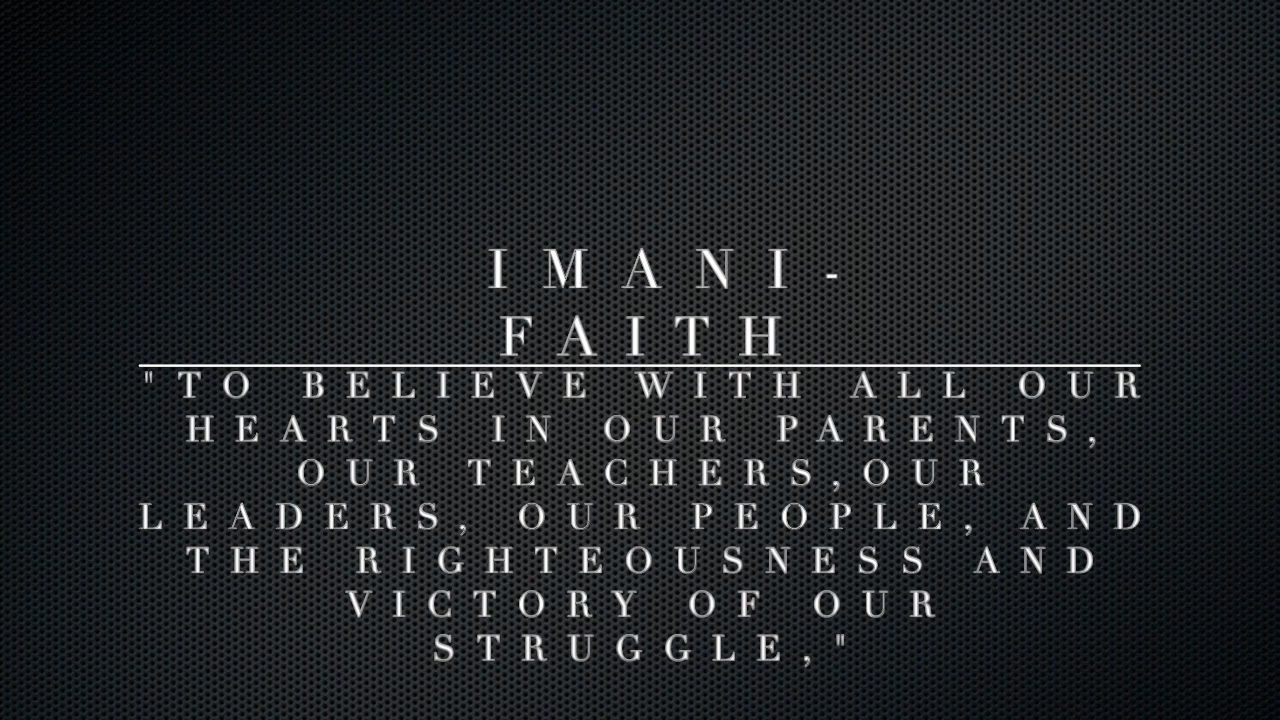 IMANI-
FAITH
"TO BELIEVE WITH ALL OUR
HEARTS IN OUR PARENTS,
OUR TEACHERS,OUR
LEADERS, OUR PEOPLE, AND
THE RIGHTEOUSNESS AND
VICTORY OF OUR
STRUGGLE,"